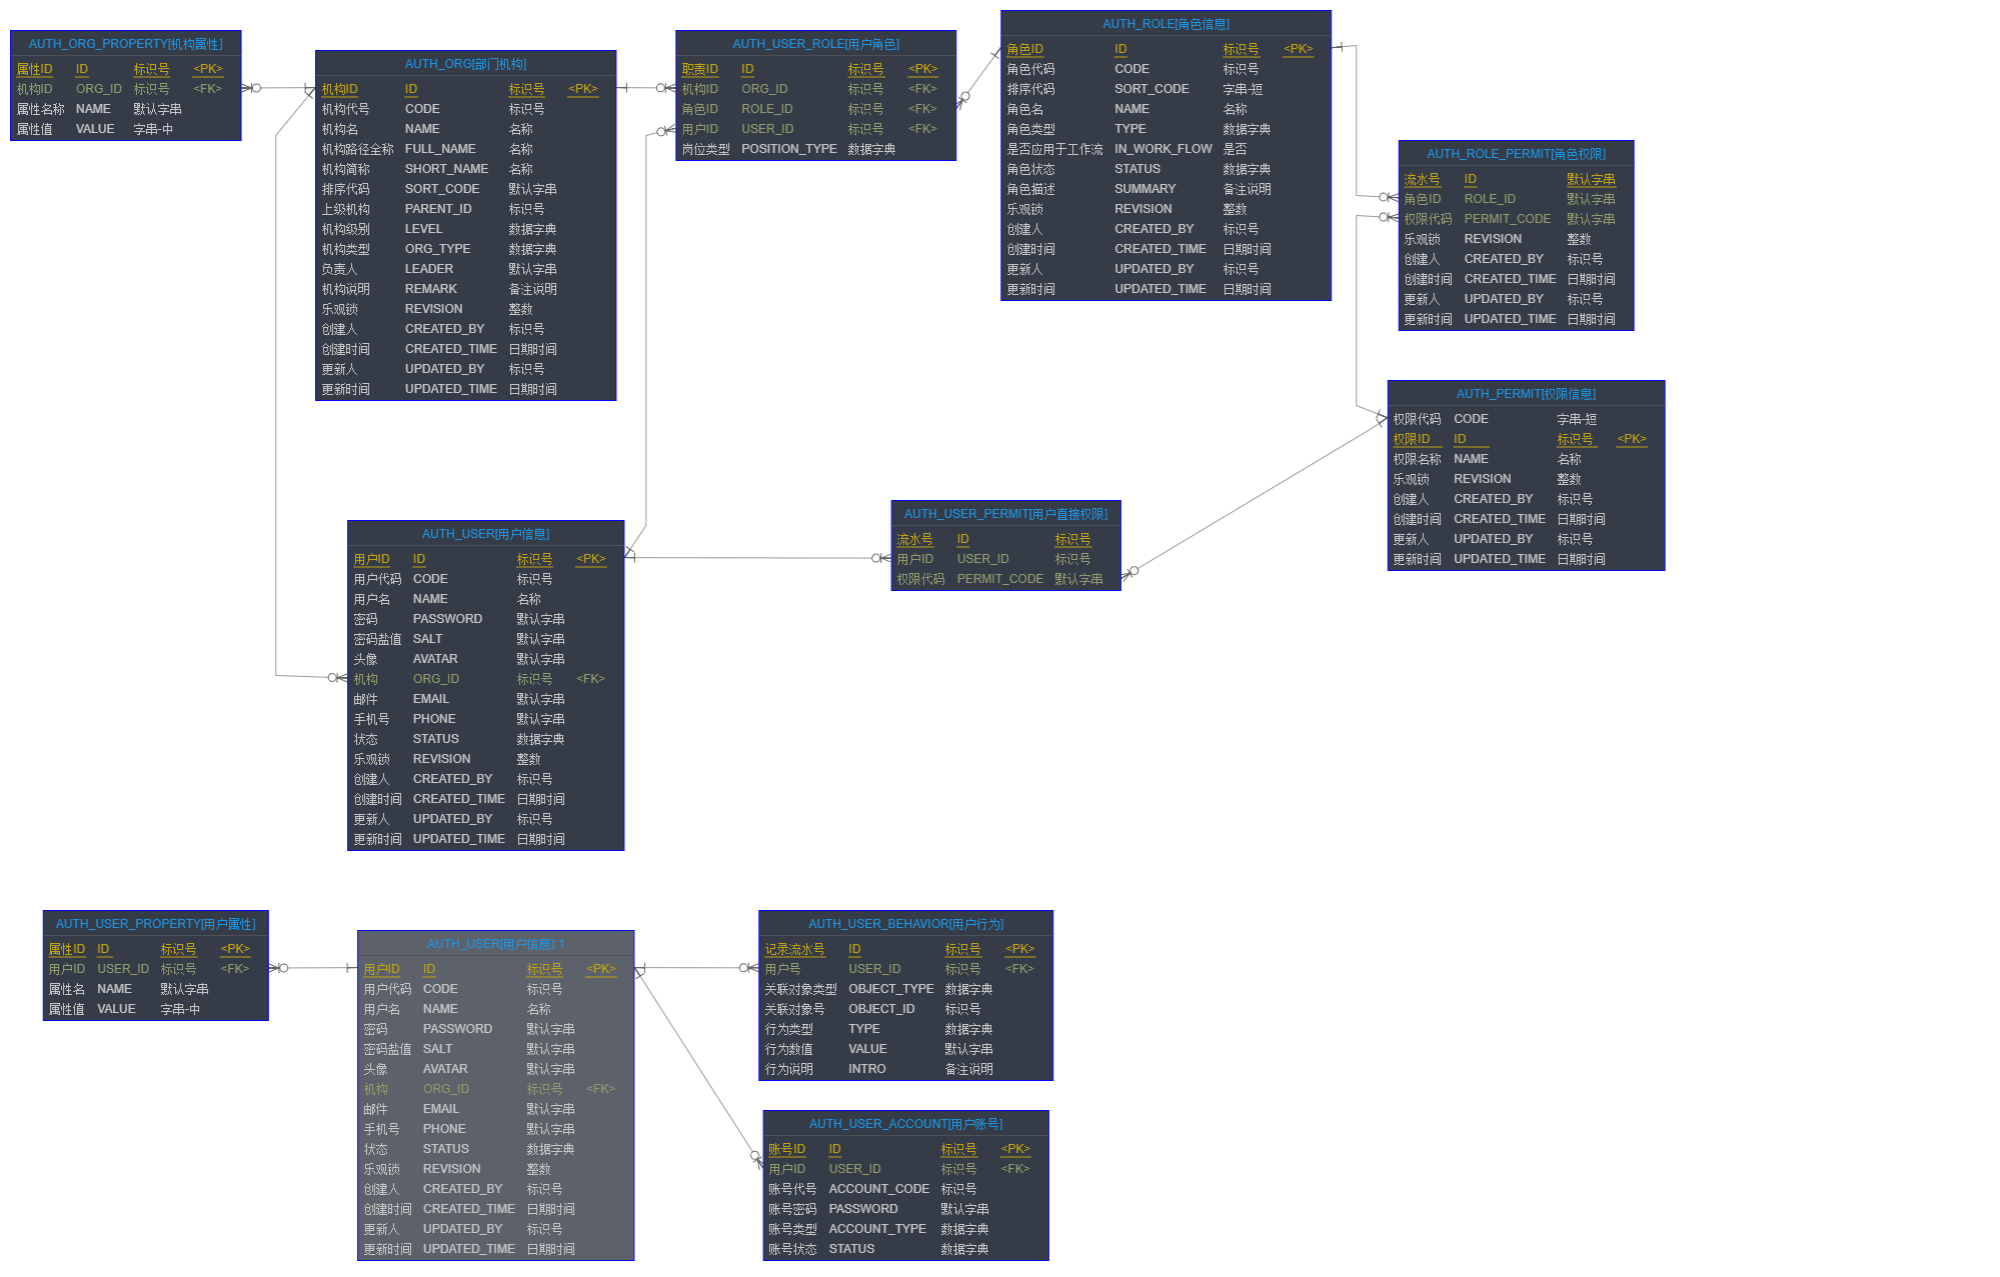 AUTH_ORG_PROPERTY[机构属性]
属性ID ID 标识号 <PK>
机构ID ORG_ID 标识号 <FK>
属性名称 NAME 默认字串
属性值 VALUE 字串-中
AUTH_ORG[部门机构]
机构ID ID 标识号 <PK>
机构代号 CODE 标识号
机构名 NAME 名称
机构路径全称 FULL_NAME 名称
机构简称 SHORT_NAME 名称
排序代码 SORT_CODE 默认字串
上级机构 PARENT_ID 标识号
机构级别 LEVEL 数据字典
机构类型 ORG_TYPE 数据字典
负责人 LEADER 默认字串
机构说明 REMARK 备注说明
乐观锁 REVISION 整数
创建人 CREATED_BY 标识号
创建时间 CREATED_TIME 日期时间
更新人 UPDATED_BY 标识号
更新时间 UPDATED_TIME 日期时间
AUTH_USER_ROLE[用户角色]
职责ID ID 标识号 <PK>
机构ID ORG_ID 标识号 <FK>
角色ID ROLE_ID 标识号 <FK>
用户ID USER_ID 标识号 <FK>
岗位类型 POSITION_TYPE 数据字典
AUTH_ROLE[角色信息]
角色ID ID 标识号 <PK>
角色代码 CODE 标识号
排序代码 SORT_CODE 字串-短
角色名 NAME 名称
角色类型 TYPE 数据字典
是否应用于工作流 IN_WORK_FLOW 是否
角色状态 STATUS 数据字典
角色描述 SUMMARY 备注说明
乐观锁 REVISION 整数
创建人 CREATED_BY 标识号
创建时间 CREATED_TIME 日期时间
更新人 UPDATED_BY 标识号
更新时间 UPDATED_TIME 日期时间
AUTH_ROLE_PERMIT[角色权限]
流水号 ID 默认字串
角色ID ROLE_ID 默认字串
权限代码 PERMIT_CODE 默认字串
乐观锁 REVISION 整数
创建人 CREATED_BY 标识号
创建时间 CREATED_TIME 日期时间
更新人 UPDATED_BY 标识号
更新时间 UPDATED_TIME 日期时间
AUTH_PERMIT[权限信息]
权限代码 CODE 字串-短
权限ID ID 标识号 <PK>
权限名称 NAME 名称
乐观锁 REVISION 整数
创建人 CREATED_BY 标识号
创建时间 CREATED_TIME 日期时间
更新人 UPDATED_BY 标识号
更新时间 UPDATED_TIME 日期时间
AUTH_USER[用户信息]
用户ID ID 标识号 <PK>
用户代码 CODE 标识号
用户名 NAME 名称
密码 PASSWORD 默认字串
密码盐值 SALT 默认字串
头像 AVATAR 默认字串
机构 ORG_ID 标识号 <FK>
邮件 EMAIL 默认字串
手机号 PHONE 默认字串
状态 STATUS 数据字典
乐观锁 REVISION 整数
创建人 CREATED_BY 标识号
创建时间 CREATED_TIME 日期时间
更新人 UPDATED_BY 标识号
更新时间 UPDATED_TIME 日期时间
AUTH_USER_PERMIT[用户直接权限]
流水号 ID 标识号
用户ID USER_ID 标识号
权限代码 PERMIT_CODE 默认字串
AUTH_USER_PROPERTY[用户属性]
属性ID ID 标识号 <PK>
用户ID USER_ID 标识号 <FK>
属性名 NAME 默认字串
属性值 VALUE 字串-中
AUTH_USER[用户信息]:1
用户ID ID 标识号 <PK>
用户代码 CODE 标识号
用户名 NAME 名称
密码 PASSWORD 默认字串
密码盐值 SALT 默认字串
头像 AVATAR 默认字串
机构 ORG_ID 标识号 <FK>
邮件 EMAIL 默认字串
手机号 PHONE 默认字串
状态 STATUS 数据字典
乐观锁 REVISION 整数
创建人 CREATED_BY 标识号
创建时间 CREATED_TIME 日期时间
更新人 UPDATED_BY 标识号
更新时间 UPDATED_TIME 日期时间
AUTH_USER_BEHAVIOR[用户行为]
记录流水号 ID 标识号 <PK>
用户号 USER_ID 标识号 <FK>
关联对象类型 OBJECT_TYPE 数据字典
关联对象号 OBJECT_ID 标识号
行为类型 TYPE 数据字典
行为数值 VALUE 默认字串
行为说明 INTRO 备注说明
AUTH_USER_ACCOUNT[用户账号]
账号ID ID 标识号 <PK>
用户ID USER_ID 标识号 <FK>
账号代号 ACCOUNT_CODE 标识号
账号密码 PASSWORD 默认字串
账号类型 ACCOUNT_TYPE 数据字典
账号状态 STATUS 数据字典